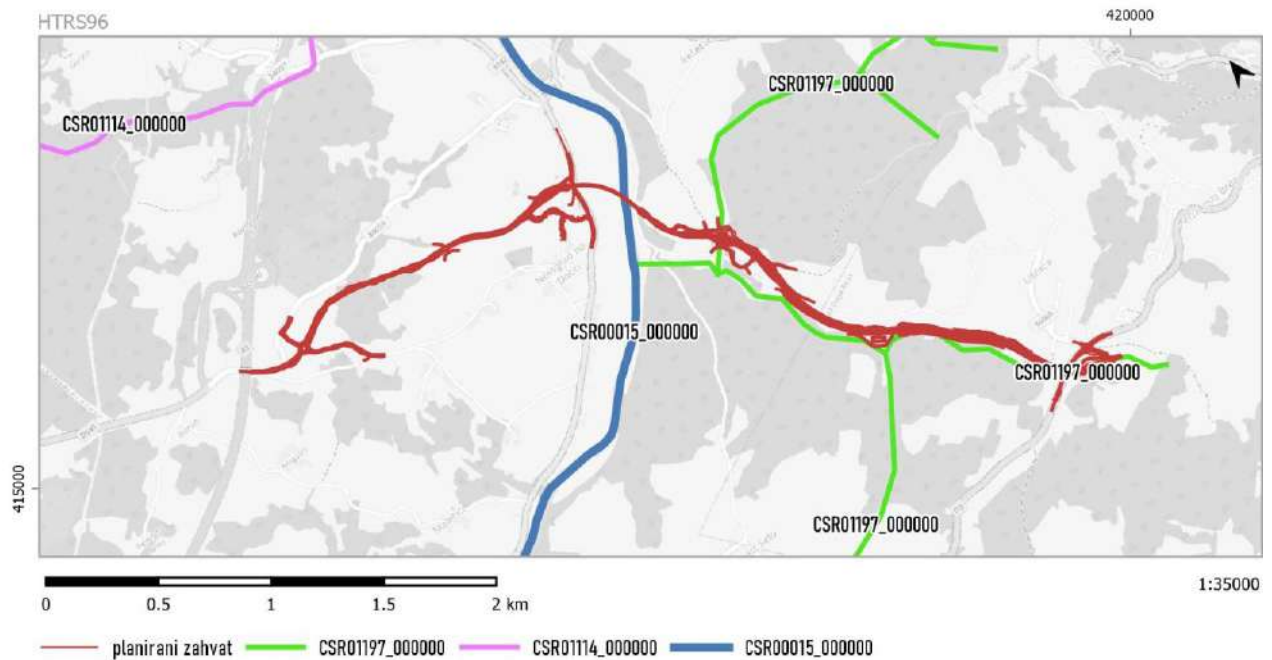 HTRS96
420000
CSR01197_000000
CSR01114_000000
CSR00015_000000
CSR01197_000000
415000
CSR01197_000000
0 0.5 1 1.5 2 km
1:35000
planirani zahvat CSR01197_000000 CSR01114_000000 CSR00015_000000